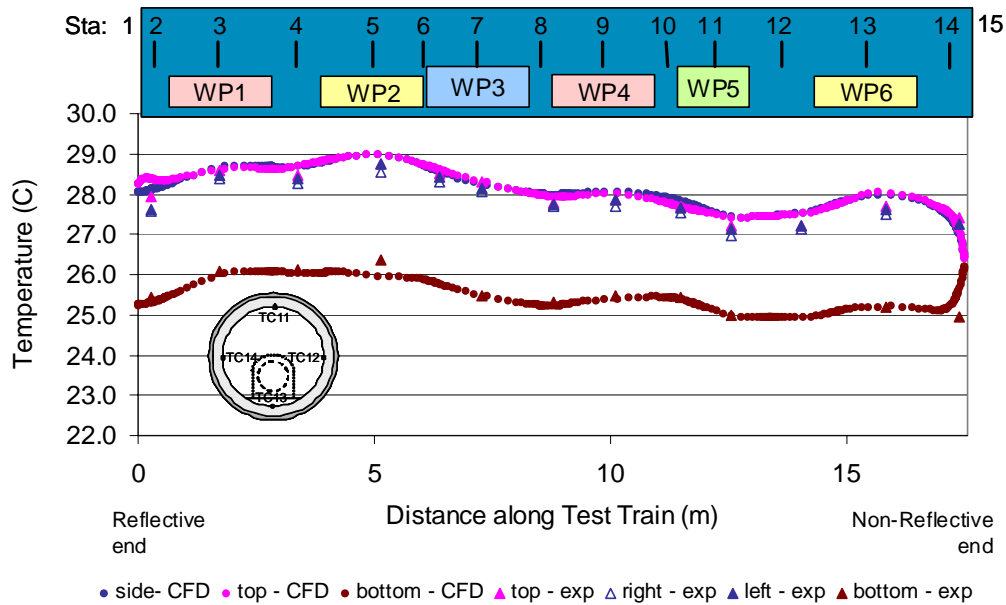 Sta: 1 2 3 4 5 6 7 8 9 10 11 12 13 14 15
WP1 WP2 WP3 WP4 WP5 WP6
30.0
29.0
28.0
27.0
26.0
25.0
24.0
23.0
22.0
Temperature (C)
TC11
TC14 TC12
TC13
0 5 10 15
Distance along Test Train (m)
Reflective
end
Non-Reflective
end
side- CFD top - CFD bottom - CFD top - exp right - exp left - exp bottom - exp